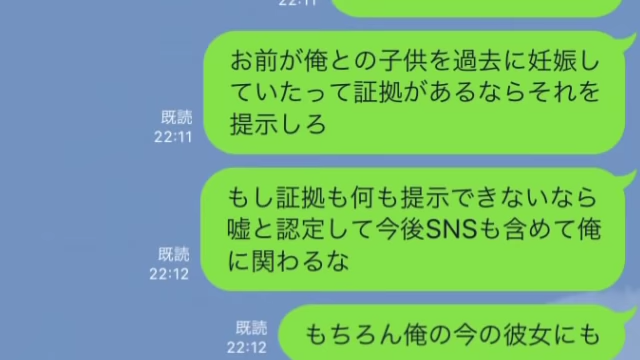 22:11
お前が俺との子供を過去に妊娠し
ていたって証拠があるならそれを
提示しろ
既読
22:11
もし証拠も何も提示できないなら
嘘と認定して今後SNSも含めて俺
に関わるな
既読
22:12
もちろん俺の今の彼女にも
既読
22:12